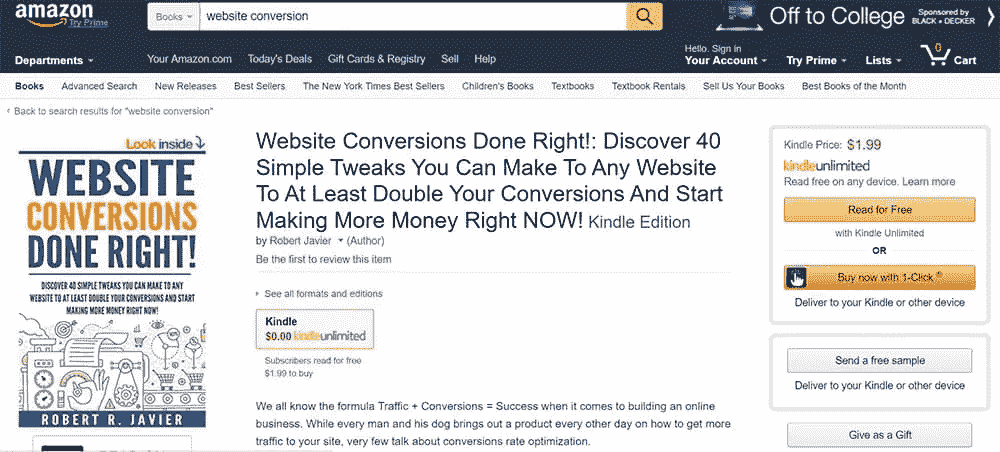 amazon
Try Prime
Books
website conversion
Off to College
Sponsored by
BLACK + DECKER
Departments
Your Amazon.com Today's Deals Gift Cards & Registry Sell Help
Hello. Sign in
Your Account
Try Prime
Lists
0
Cart
Books Advanced Search New Releases Best Sellers The New York Times Best Sellers Children's Books Textbooks Textbook Rentals Sell Us Your Books Best Books of the Month
‹ Back to search results for "website conversion"
Look inside
WEBSITE
CONVERSIONS
DONE RIGHT!
DISCOVER 40 SIMPLE TWEAKS YOU CAN MAKE TO ANY
WEBSITE TO AT LEAST DOUBLE YOUR CONVERSIONS AND START
MAKING MORE MONEY RIGHT NOW!
ROBERT R. JAVIER
Website Conversions Done Right!: Discover 40
Simple Tweaks You Can Make To Any Website
To At Least Double Your Conversions And Start
Making More Money Right NOW! Kindle Edition
by Robert Javier (Author)
Be the first to review this item
See all formats and editions
Kindle
$0.00 kindleunlimited
Subscribers read for free
$1.99 to buy
We all know the formula Traffic + Conversions = Success when it comes to building an online
business. While every man and his dog brings out a product every other day on how to get more
traffic to your site, very few talk about conversions rate optimization.
Kindle Price: $1.99
kindleunlimited
Read free on any device. Learn more
Read for Free
with Kindle Unlimited
OR
Buy now with 1-Click ®
Deliver to your Kindle or other device
Send a free sample
Deliver to your Kindle or other device
Give as a Gift